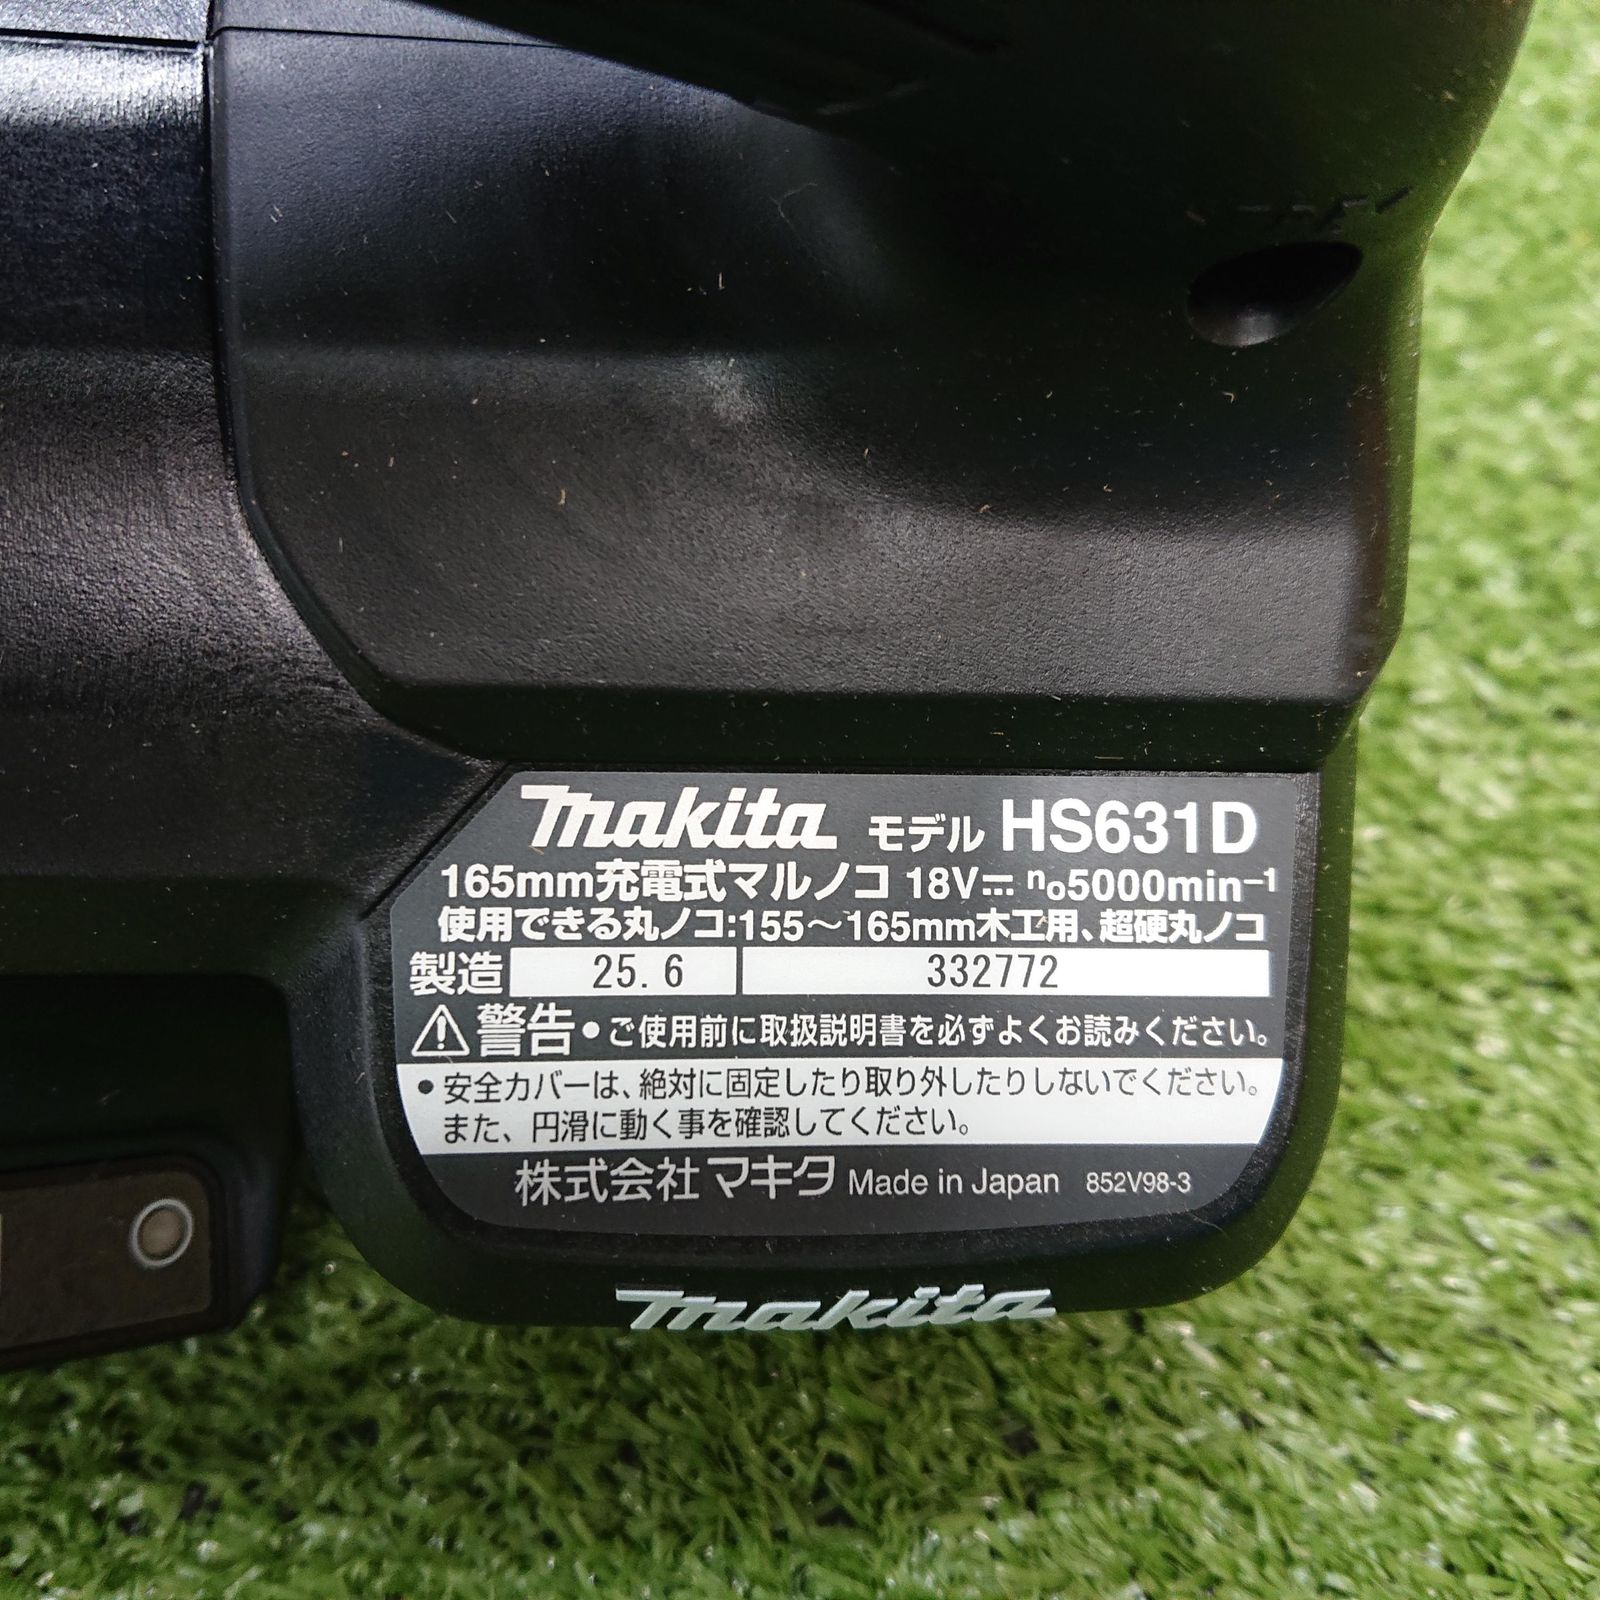 makita モデル HS631D
165mm充電式マルノコ 18V⎓ n₀5000min⁻¹
使用できる丸ノコ:155～165mm木工用、超硬丸ノコ
製造 25.6 332772
⚠警告 • ご使用前に取扱説明書を必ずよくお読みください。
• 安全カバーは、絶対に固定したり取り外したりしないでください。
また、円滑に動く事を確認してください。
株式会社マキタ Made in Japan 852V98-3
makita